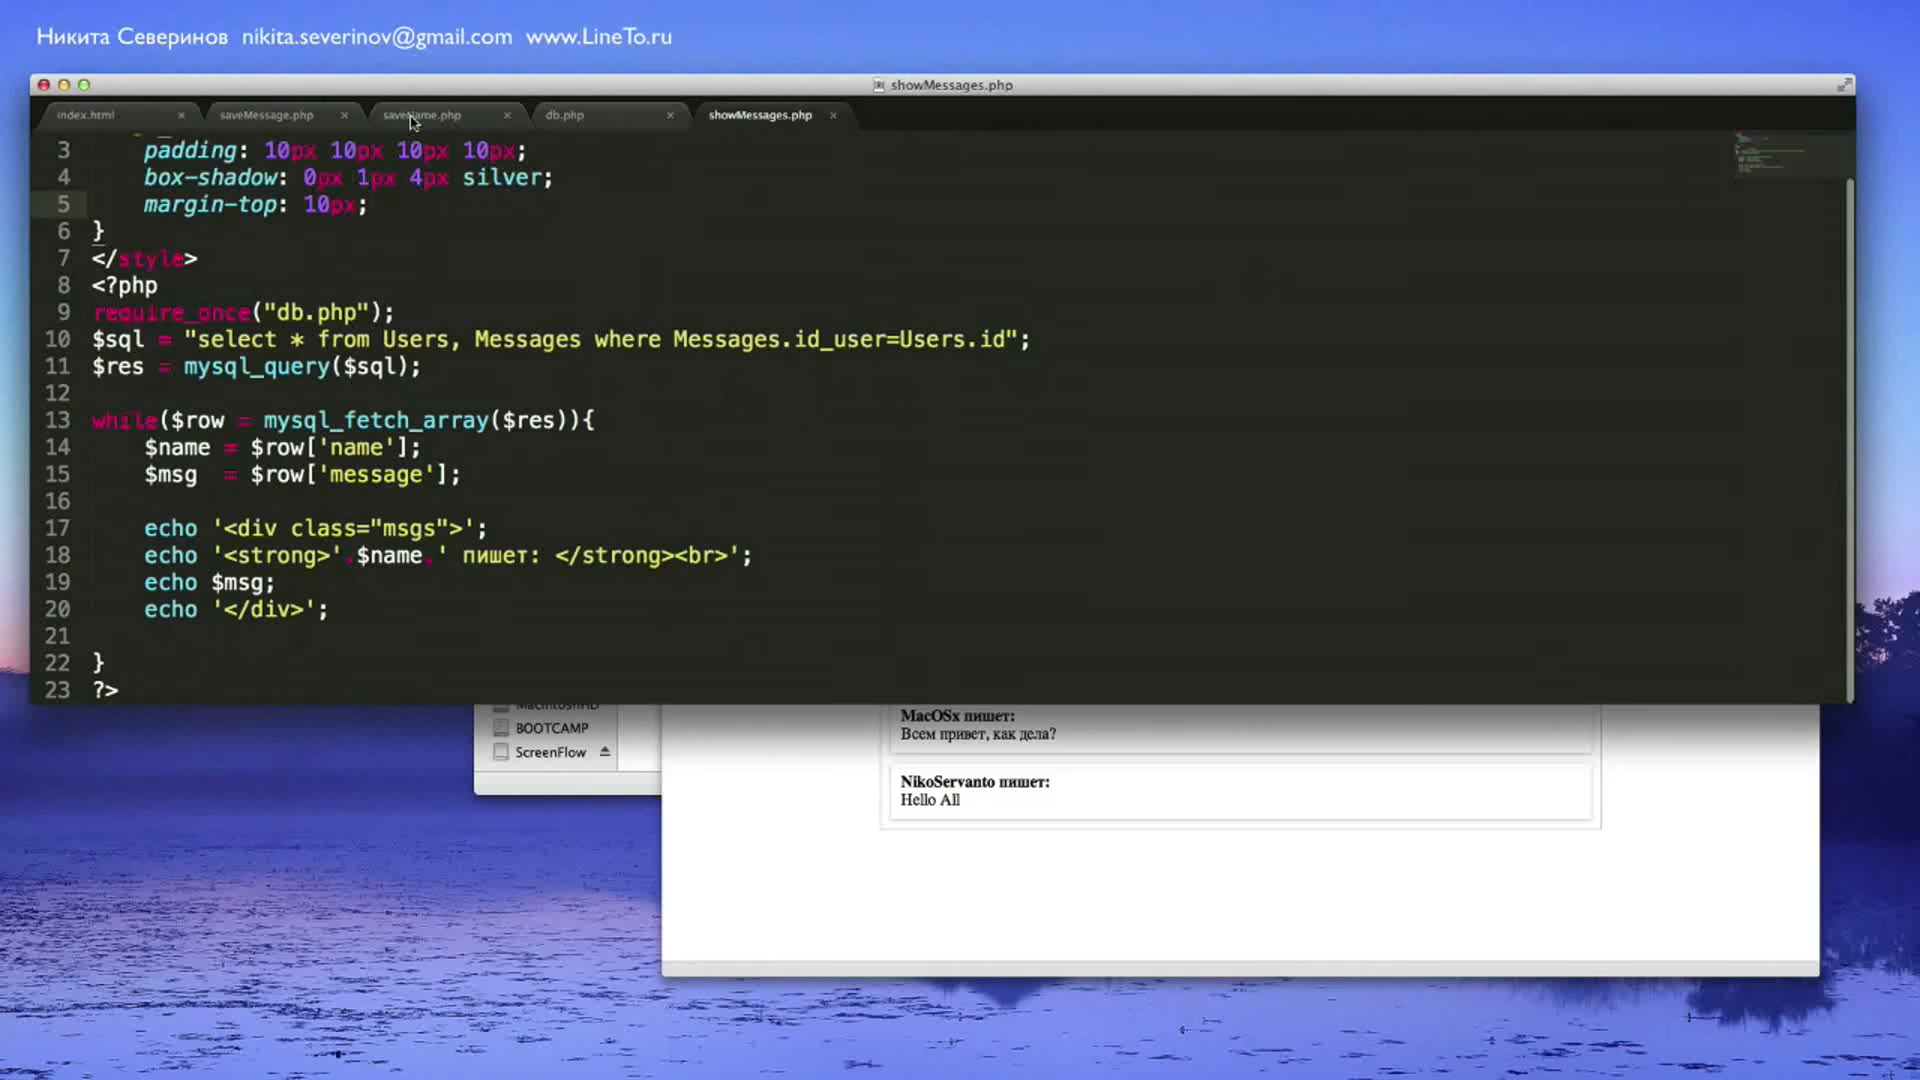 Никита Северинов nikita.severinov@gmail.com www.LineTo.ru
showMessages.php
index.html saveMessage.php saveName.php db.php showMessages.php
3 padding: 10px 10px 10px 10px;
4 box-shadow: 0px 1px 4px silver;
5 margin-top: 10px;
6 }
7 </style>
8 <?php
9 require_once("db.php");
10 $sql = "select * from Users, Messages where Messages.id_user=Users.id";
11 $res = mysql_query($sql);
12
13 while($row = mysql_fetch_array($res)){
14 $name = $row['name'];
15 $msg = $row['message'];
16
17 echo '<div class="msgs">';
18 echo '<strong>'.$name.' пишет: </strong><br>';
19 echo $msg;
20 echo '</div>';
21
22 }
23 ?>
MacintoshHD
BOOTCAMP
ScreenFlow
MacOSx пишет:
Всем привет, как дела?
NikoServanto пишет:
Hello All